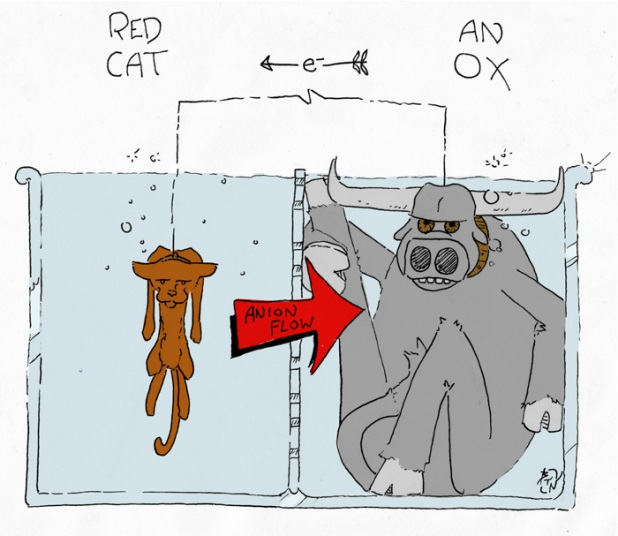 RED
CAT
AN
OX
e⁻
ANION
FLOW